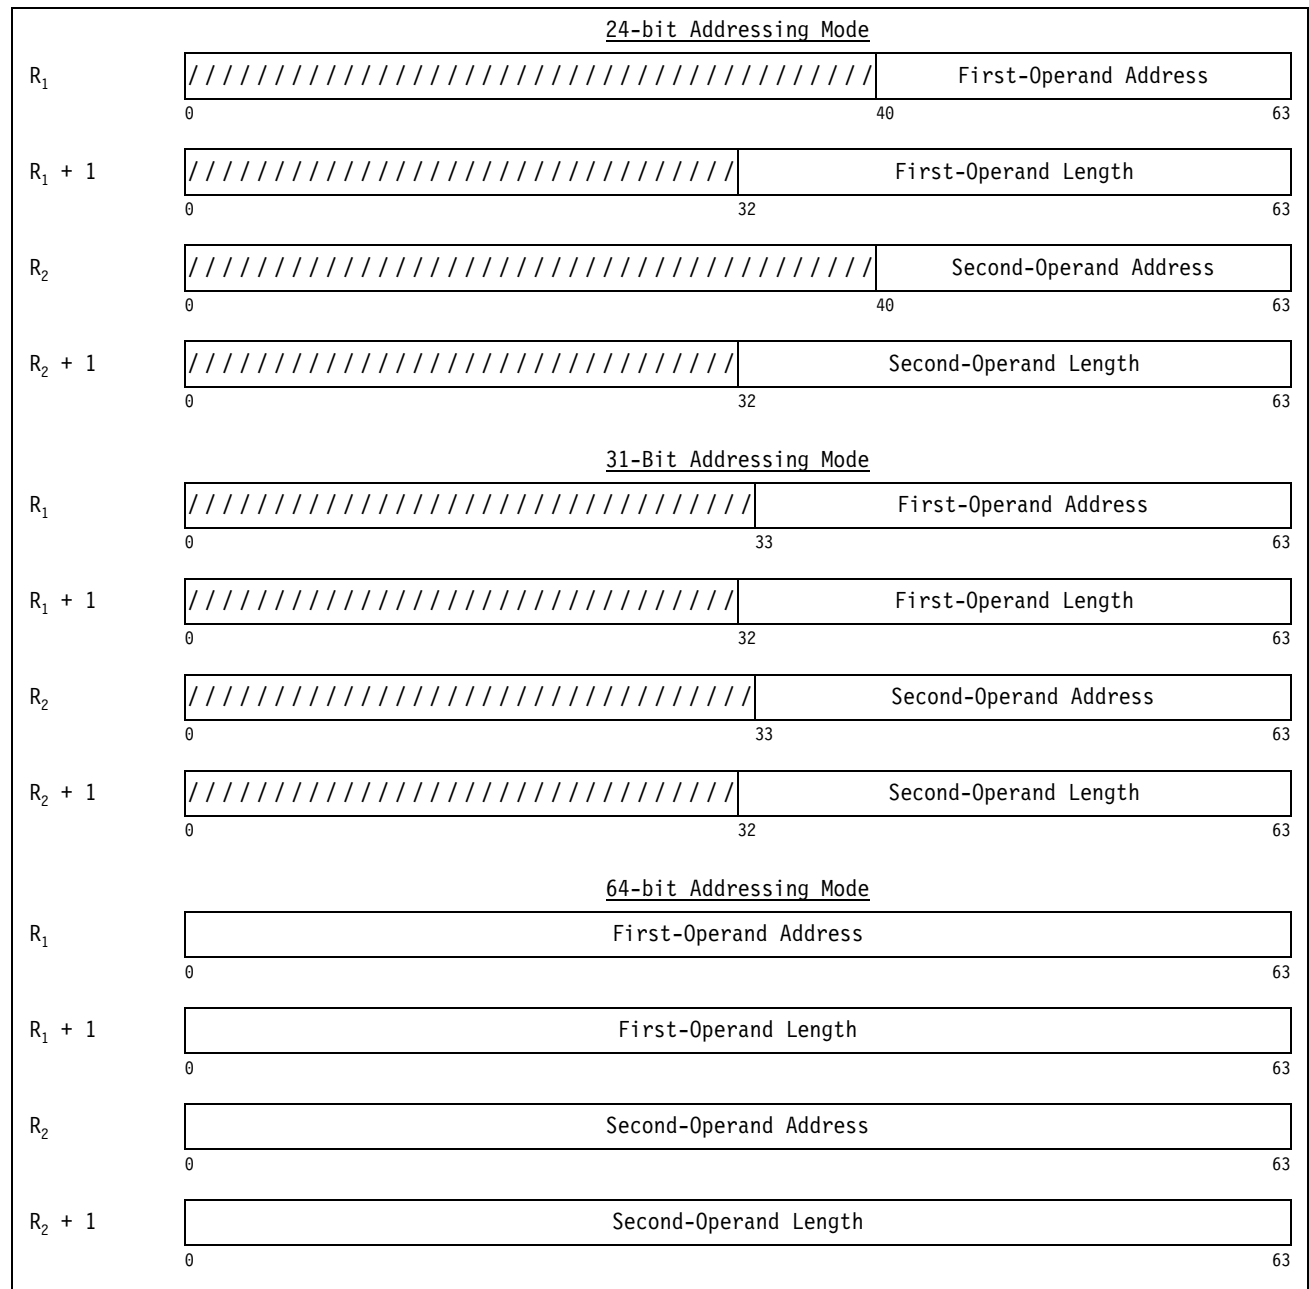 24-bit Addressing Mode
R₁ //////////////////////////////////////// First-Operand Address
0 40 63
R₁ + 1 //////////////////////////////// First-Operand Length
0 32 63
R₂ //////////////////////////////////////// Second-Operand Address
0 40 63
R₂ + 1 //////////////////////////////// Second-Operand Length
0 32 63
31-Bit Addressing Mode
R₁ ///////////////////////////////// First-Operand Address
0 33 63
R₁ + 1 //////////////////////////////// First-Operand Length
0 32 63
R₂ ///////////////////////////////// Second-Operand Address
0 33 63
R₂ + 1 //////////////////////////////// Second-Operand Length
0 32 63
64-bit Addressing Mode
R₁ First-Operand Address
0 63
R₁ + 1 First-Operand Length
0 63
R₂ Second-Operand Address
0 63
R₂ + 1 Second-Operand Length
0 63